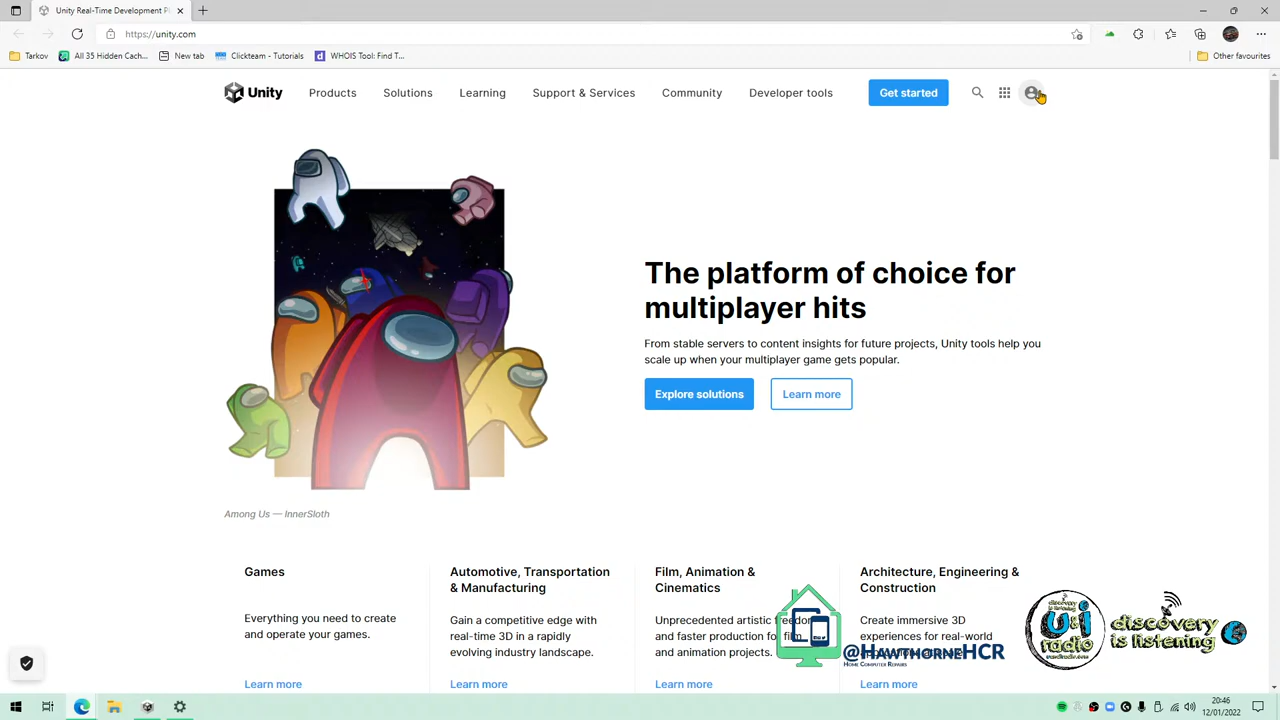 Unity Real-Time Development Pl
https://unity.com
Tarkov
All 35 Hidden Cach...
New tab
Clickteam - Tutorials
WHOIS Tool: Find T...
Other favourites
Unity
Products
Solutions
Learning
Support & Services
Community
Developer tools
Get started
The platform of choice for
multiplayer hits
From stable servers to content insights for future projects, Unity tools help you
scale up when your multiplayer game gets popular.
Explore solutions
Learn more
Among Us — InnerSloth
Games
Everything you need to create
and operate your games.
Learn more
Automotive, Transportation
& Manufacturing
Gain a competitive edge with
real-time 3D in a rapidly
evolving industry landscape.
Learn more
Film, Animation &
Cinematics
Unprecedented artistic freedom
and faster production for film
and animation projects.
Learn more
Architecture, Engineering &
Construction
Create immersive 3D
experiences for real-world
Learn more
@HawthorneHCR
Home Computer Repairs
u&i
radio
discovery
is listening
20:46
12/01/2022